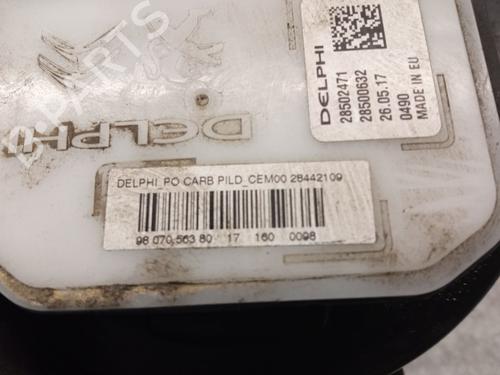 B-PARTS
DELPHI
DELPHI
28502471
28500632
26.05.17
0490
MADE IN EU
DELPHI_PO CARB PILD_CEM00 28442109
98 070 563 80 17 160 0098